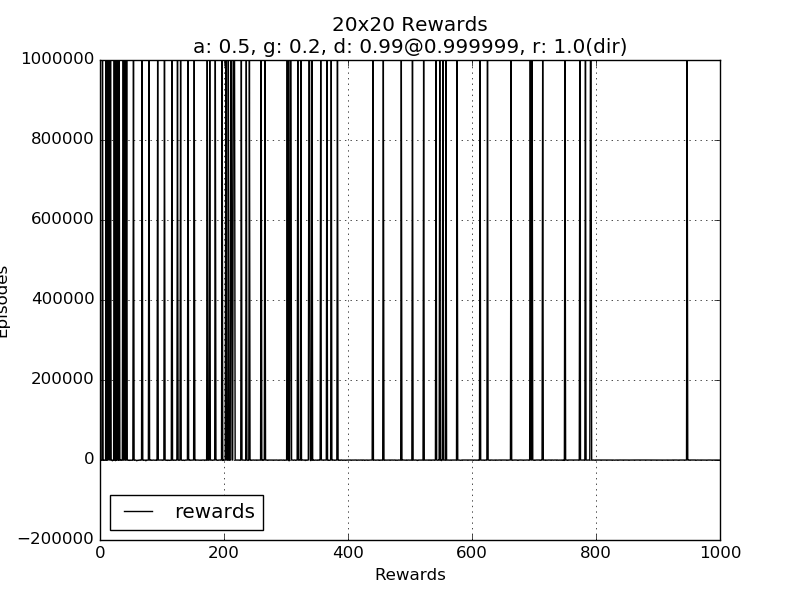 20x20 Rewards
a: 0.5, g: 0.2, d: 0.99@0.999999, r: 1.0(dir)
1000000
800000
600000
400000
200000
0
−200000
Episodes
rewards
0 200 400 600 800 1000
Rewards